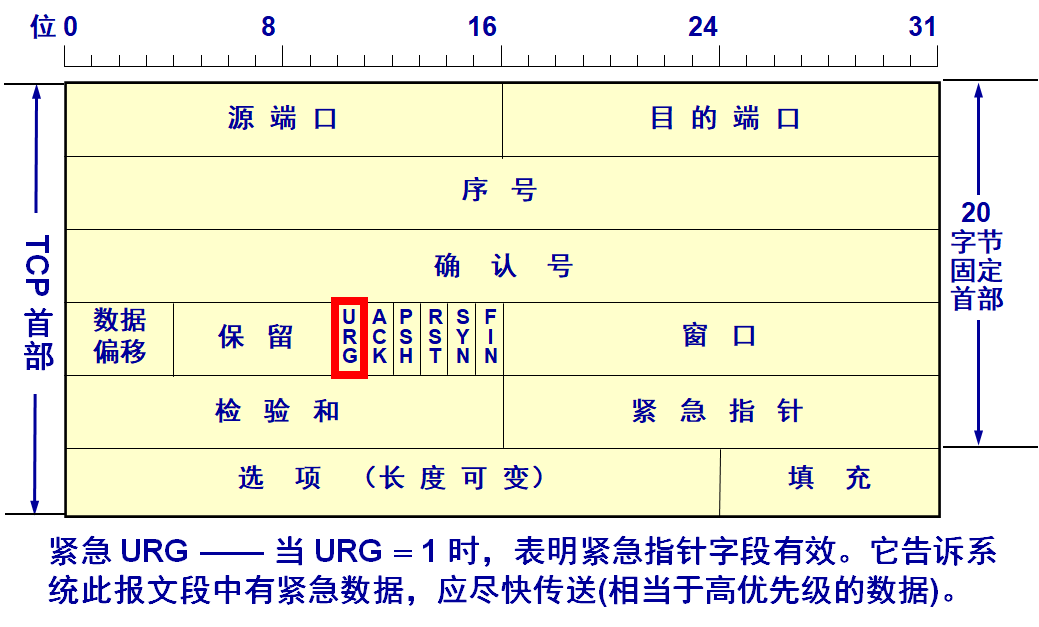 位 0 8 16 24 31
源 端 口 目 的 端 口
序 号
确 认 号
数据
偏移
保 留
URG
ACK
PSH
RST
SYN
FIN
窗 口
检 验 和 紧 急 指 针
选 项 （长 度 可 变） 填 充
TCP 首部
20
字节
固定
首部
紧急 URG —— 当 URG = 1 时，表明紧急指针字段有效。它告诉系
统此报文段中有紧急数据，应尽快传送(相当于高优先级的数据)。